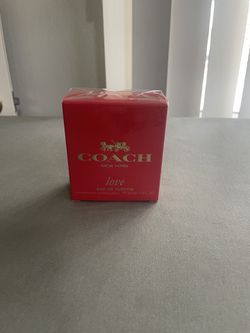 COACH
NEW YORK
love
EAU DE PARFUM